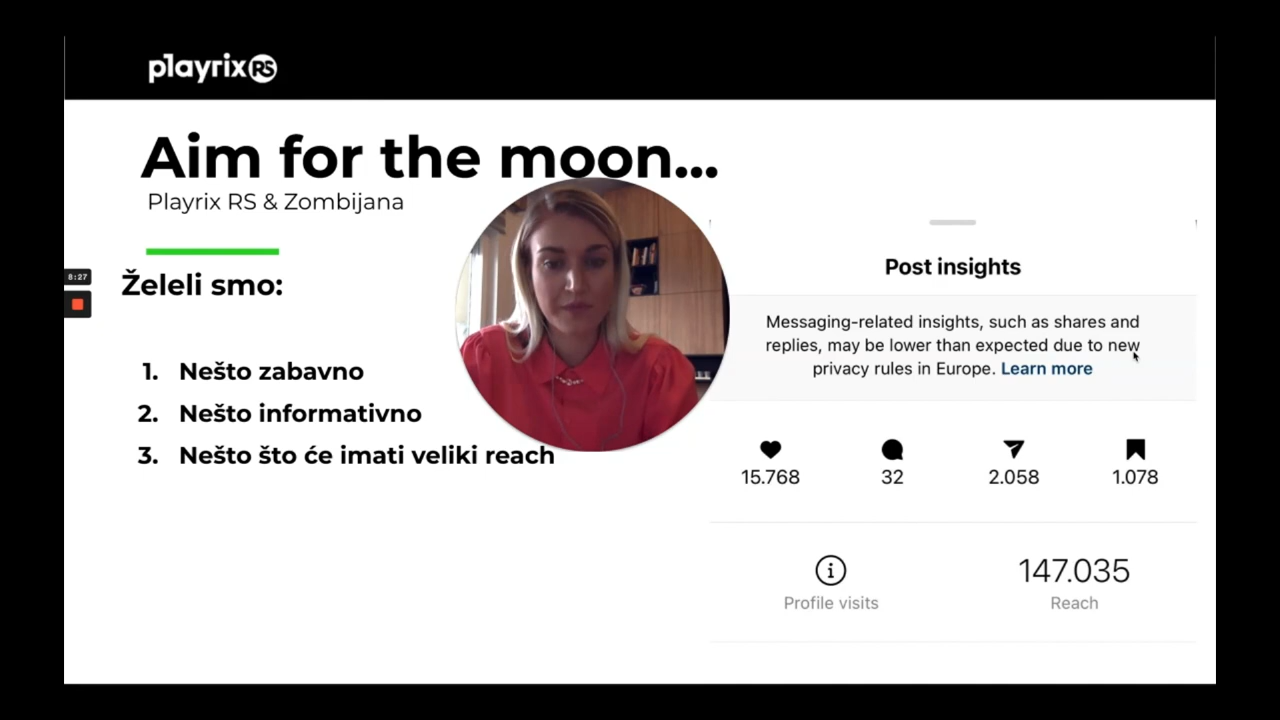 playrix RS
Aim for the moon...
Playrix RS & Zombijana
8:27
Želeli smo:
1. Nešto zabavno
2. Nešto informativno
3. Nešto što će imati veliki reach
Post insights
Messaging-related insights, such as shares and
replies, may be lower than expected due to new
privacy rules in Europe. Learn more
15.768 32 2.058 1.078
147.035
Profile visits Reach